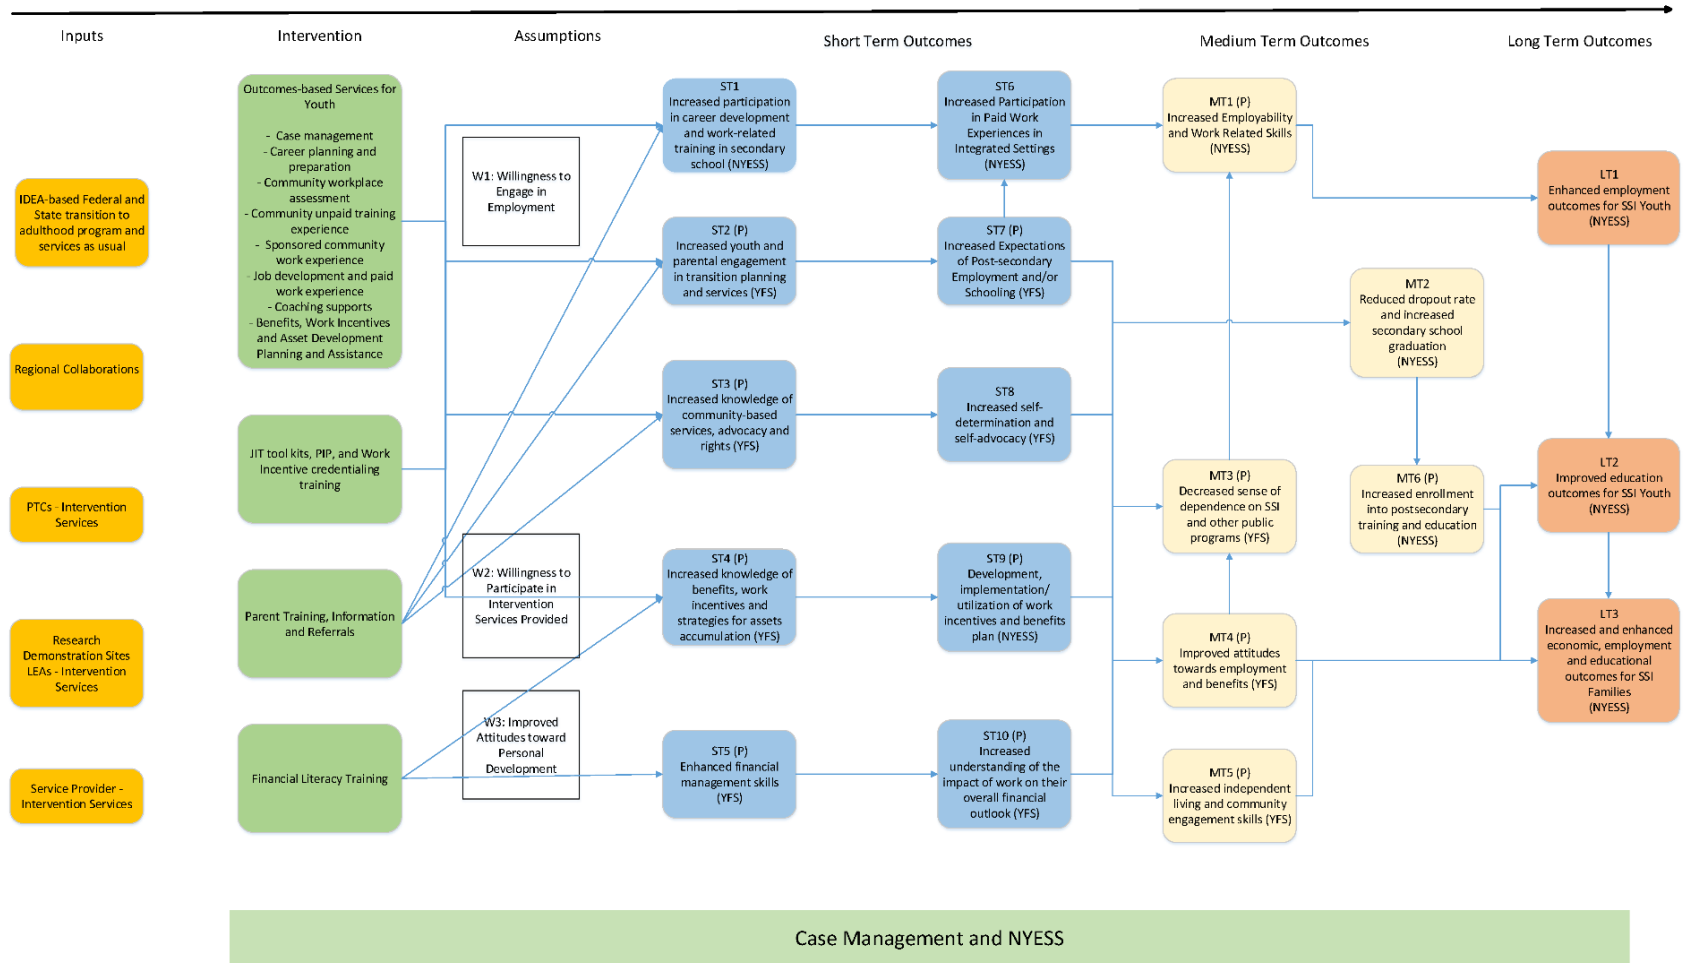 Inputs
Intervention
Assumptions
Short Term Outcomes
Medium Term Outcomes
Long Term Outcomes
IDEA-based Federal and
State transition to
adulthood program and
services as usual
Regional Collaborations
PTCs - Intervention
Services
Research
Demonstration Sites
LEAs - Intervention
Services
Service Provider -
Intervention Services
Outcomes-based Services for
Youth
- Case management
- Career planning and
preparation
- Community workplace
assessment
- Community unpaid training
experience
- Sponsored community
work experience
- Job development and paid
work experience
- Coaching supports
- Benefits, Work Incentives
and Asset Development
Planning and Assistance
JIT tool kits, PIP, and Work
Incentive credentialing
training
Parent Training, Information
and Referrals
Financial Literacy Training
W1: Willingness to
Engage in
Employment
W2: Willingness to
Participate in
Intervention
Services Provided
W3: Improved
Attitudes toward
Personal
Development
ST1
Increased participation
in career development
and work-related
training in secondary
school (NYESS)
ST2 (P)
Increased youth and
parental engagement
in transition planning
and services (YFS)
ST3 (P)
Increased knowledge of
community-based
services, advocacy and
rights (YFS)
ST4 (P)
Increased knowledge of
benefits, work
incentives and
strategies for assets
accumulation (YFS)
ST5 (P)
Enhanced financial
management skills
(YFS)
ST6
Increased Participation
in Paid Work
Experiences in
Integrated Settings
(NYESS)
ST7 (P)
Increased Expectations
of Post-secondary
Employment and/or
Schooling (YFS)
ST8
Increased self-
determination and
self-advocacy (YFS)
ST9 (P)
Development,
implementation/
utilization of work
incentives and benefits
plan (NYESS)
ST10 (P)
Increased
understanding of the
impact of work on their
overall financial
outlook (YFS)
MT1 (P)
Increased Employability
and Work Related Skills
(NYESS)
MT2
Reduced dropout rate
and increased
secondary school
graduation
(NYESS)
MT3 (P)
Decreased sense of
dependence on SSI
and other public
programs (YFS)
MT6 (P)
Increased enrollment
into postsecondary
training and education
(NYESS)
MT4 (P)
Improved attitudes
towards employment
and benefits (YFS)
MT5 (P)
Increased independent
living and community
engagement skills (YFS)
LT1
Enhanced employment
outcomes for SSI Youth
(NYESS)
LT2
Improved education
outcomes for SSI Youth
(NYESS)
LT3
Increased and enhanced
economic, employment
and educational
outcomes for SSI
Families
(NYESS)
Case Management and NYESS